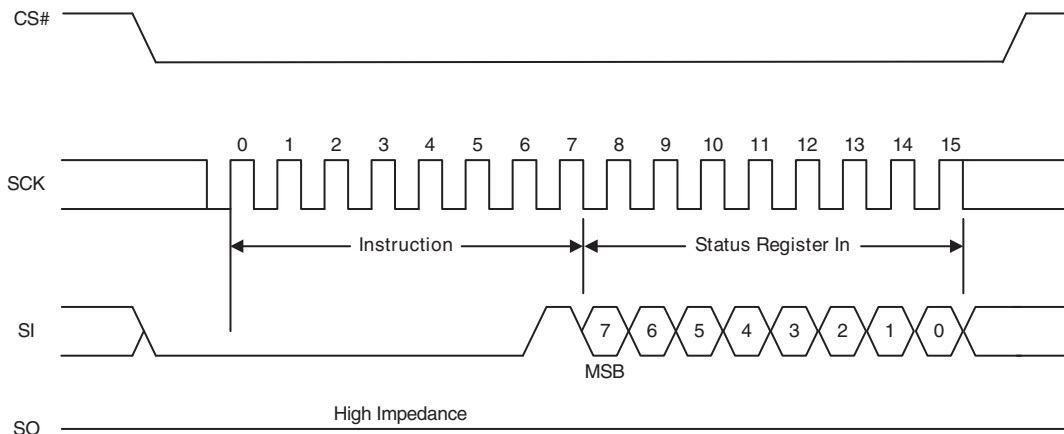 CS#
0 1 2 3 4 5 6 7 8 9 10 11 12 13 14 15
SCK
Instruction
Status Register In
SI
7 6 5 4 3 2 1 0
MSB
High Impedance
SO